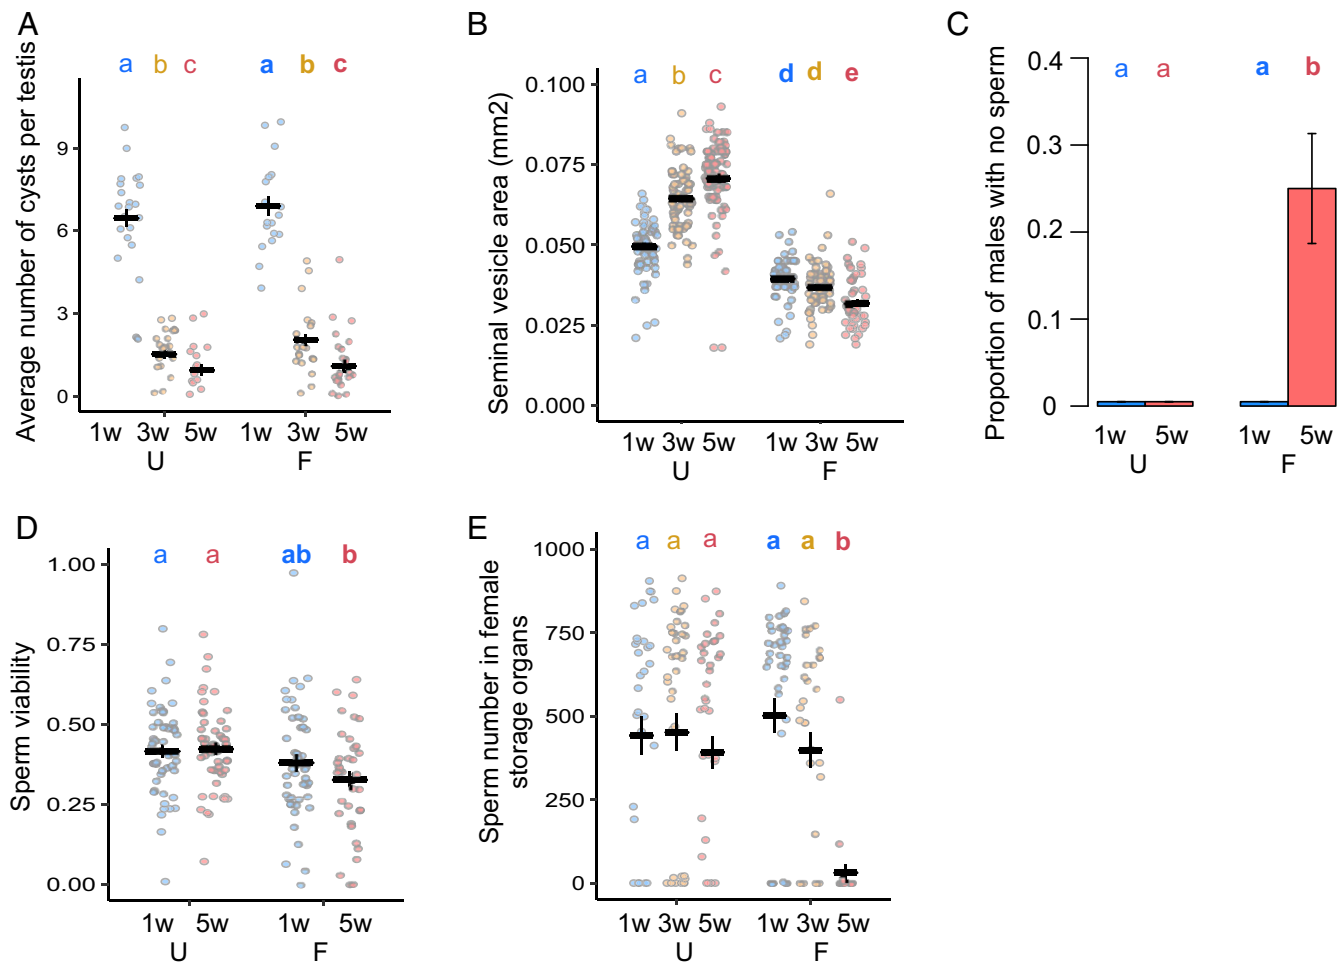 A
a b c a b c
Average number of cysts per testis
9
6
3
0
1w 3w 5w 1w 3w 5w
U F
B
a b c d d e
Seminal vesicle area (mm2)
0.100
0.075
0.050
0.025
0.000
1w 3w 5w 1w 3w 5w
U F
C
a a a b
Proportion of males with no sperm
0.4
0.3
0.2
0.1
0
1w 5w 1w 5w
U F
D
a a ab b
Sperm viability
1.00
0.75
0.50
0.25
0.00
1w 5w 1w 5w
U F
E
a a a a a b
Sperm number in female
storage organs
1000
750
500
250
0
1w 3w 5w 1w 3w 5w
U F